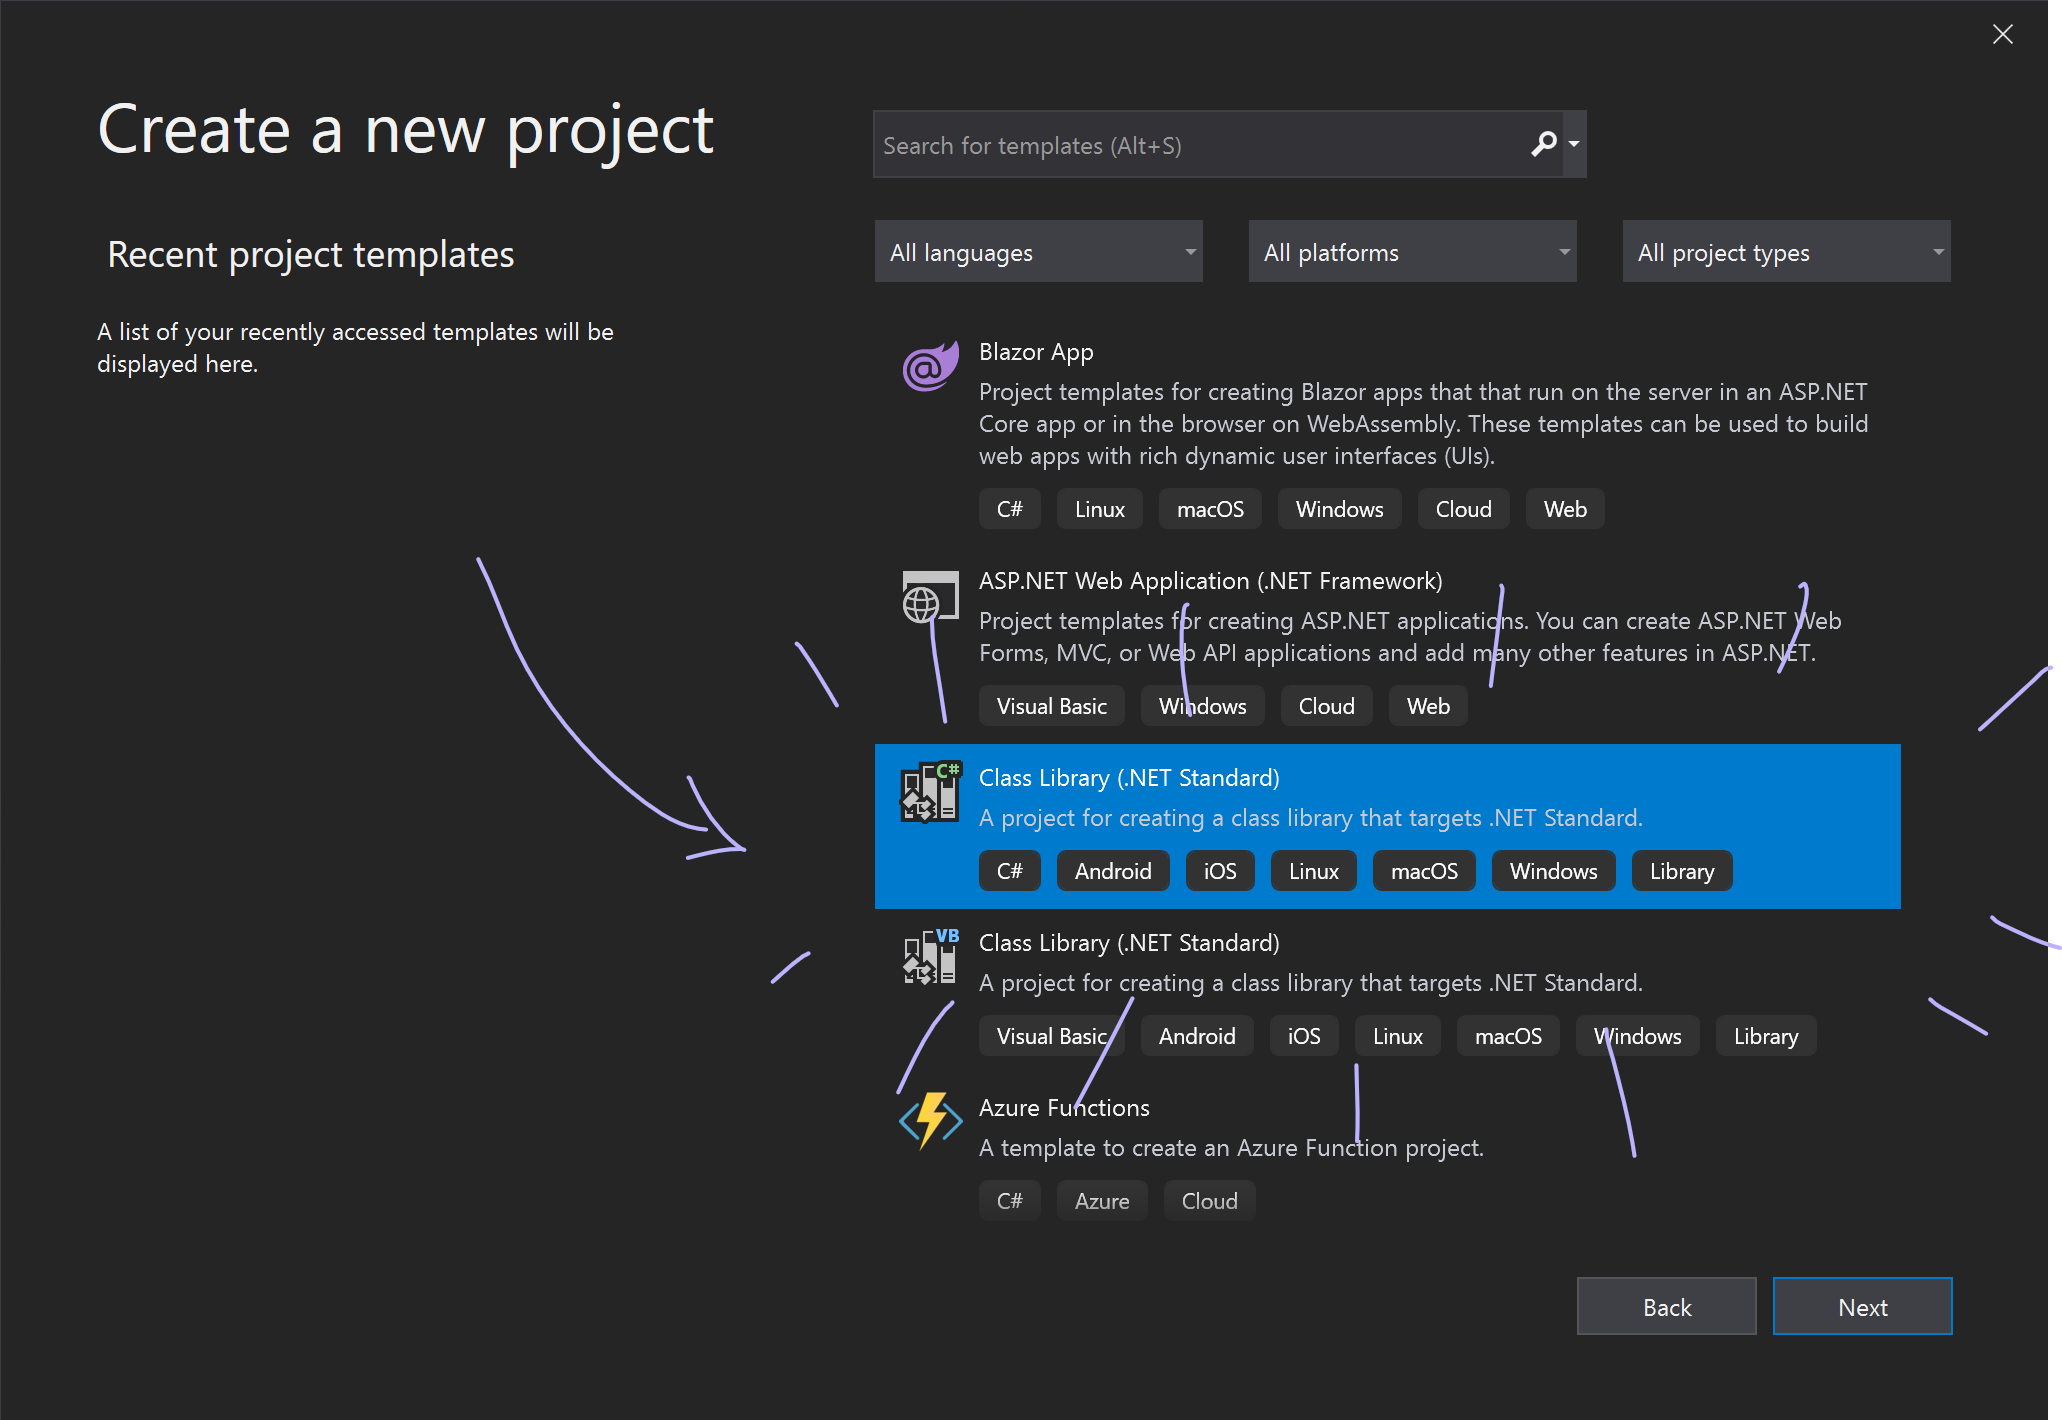 Create a new project
Search for templates (Alt+S)
Recent project templates
All languages
All platforms
All project types
A list of your recently accessed templates will be
displayed here.
Blazor App
Project templates for creating Blazor apps that that run on the server in an ASP.NET
Core app or in the browser on WebAssembly. These templates can be used to build
web apps with rich dynamic user interfaces (UIs).
C# Linux macOS Windows Cloud Web
ASP.NET Web Application (.NET Framework)
Project templates for creating ASP.NET applications. You can create ASP.NET Web
Forms, MVC, or Web API applications and add many other features in ASP.NET.
Visual Basic Windows Cloud Web
C#
Class Library (.NET Standard)
A project for creating a class library that targets .NET Standard.
C# Android iOS Linux macOS Windows Library
VB
Class Library (.NET Standard)
A project for creating a class library that targets .NET Standard.
Visual Basic Android iOS Linux macOS Windows Library
Azure Functions
A template to create an Azure Function project.
C# Azure Cloud
Back
Next